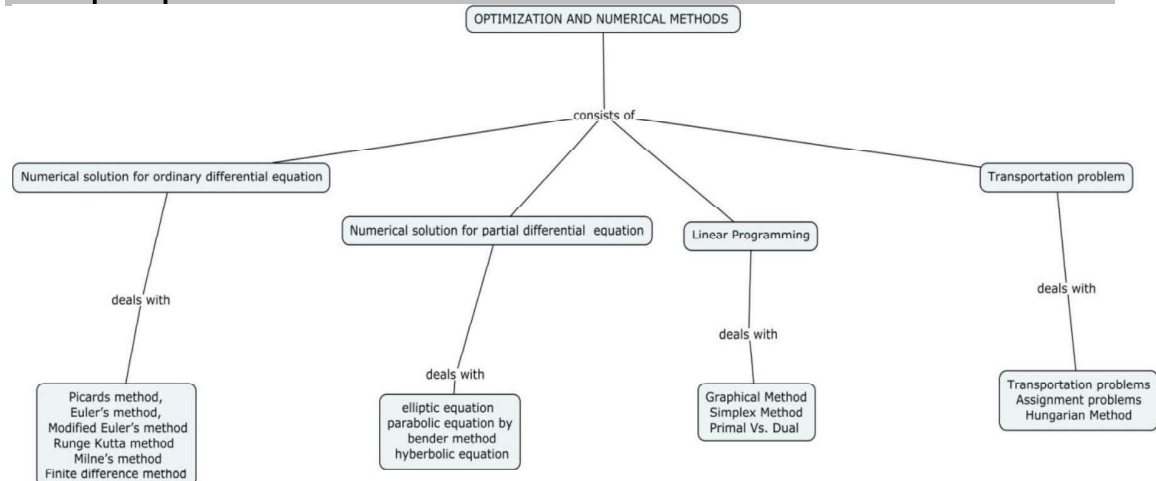 OPTIMIZATION AND NUMERICAL METHODS
consists of
Numerical solution for ordinary differential equation
Numerical solution for partial differential equation
Linear Programming
Transportation problem
deals with
deals with
deals with
deals with
Picards method,
Euler's method,
Modified Euler's method
Runge Kutta method
Milne's method
Finite difference method
elliptic equation
parabolic equation by
bender method
hyberbolic equation
Graphical Method
Simplex Method
Primal Vs. Dual
Transportation problems
Assignment problems
Hungarian Method